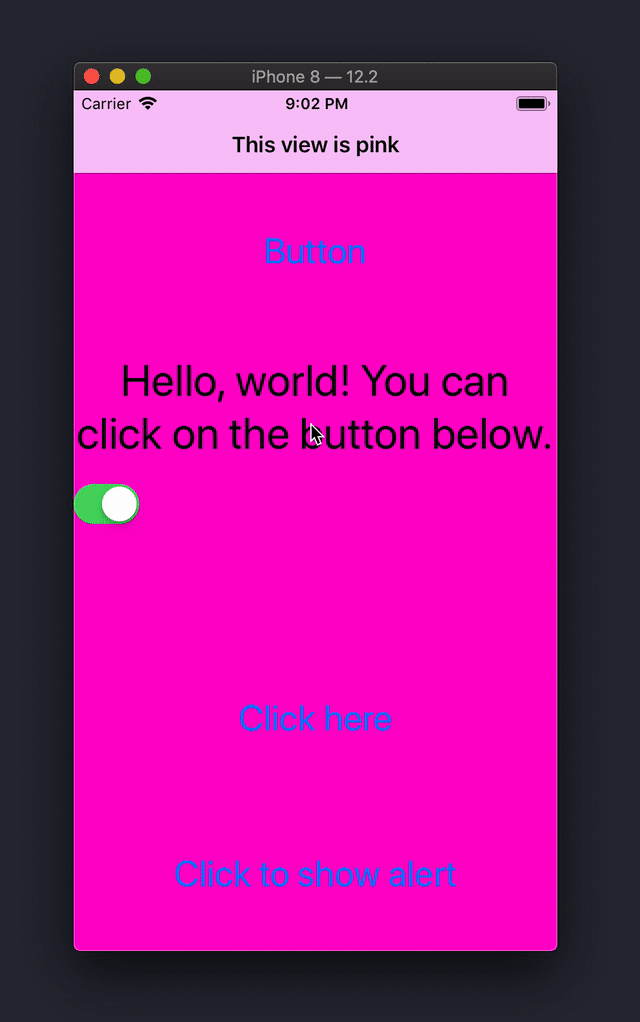 iPhone 8 — 12.2
Carrier 9:02 PM
This view is pink
Button
Hello, world! You can
click on the button below.
Click here
Click to show alert